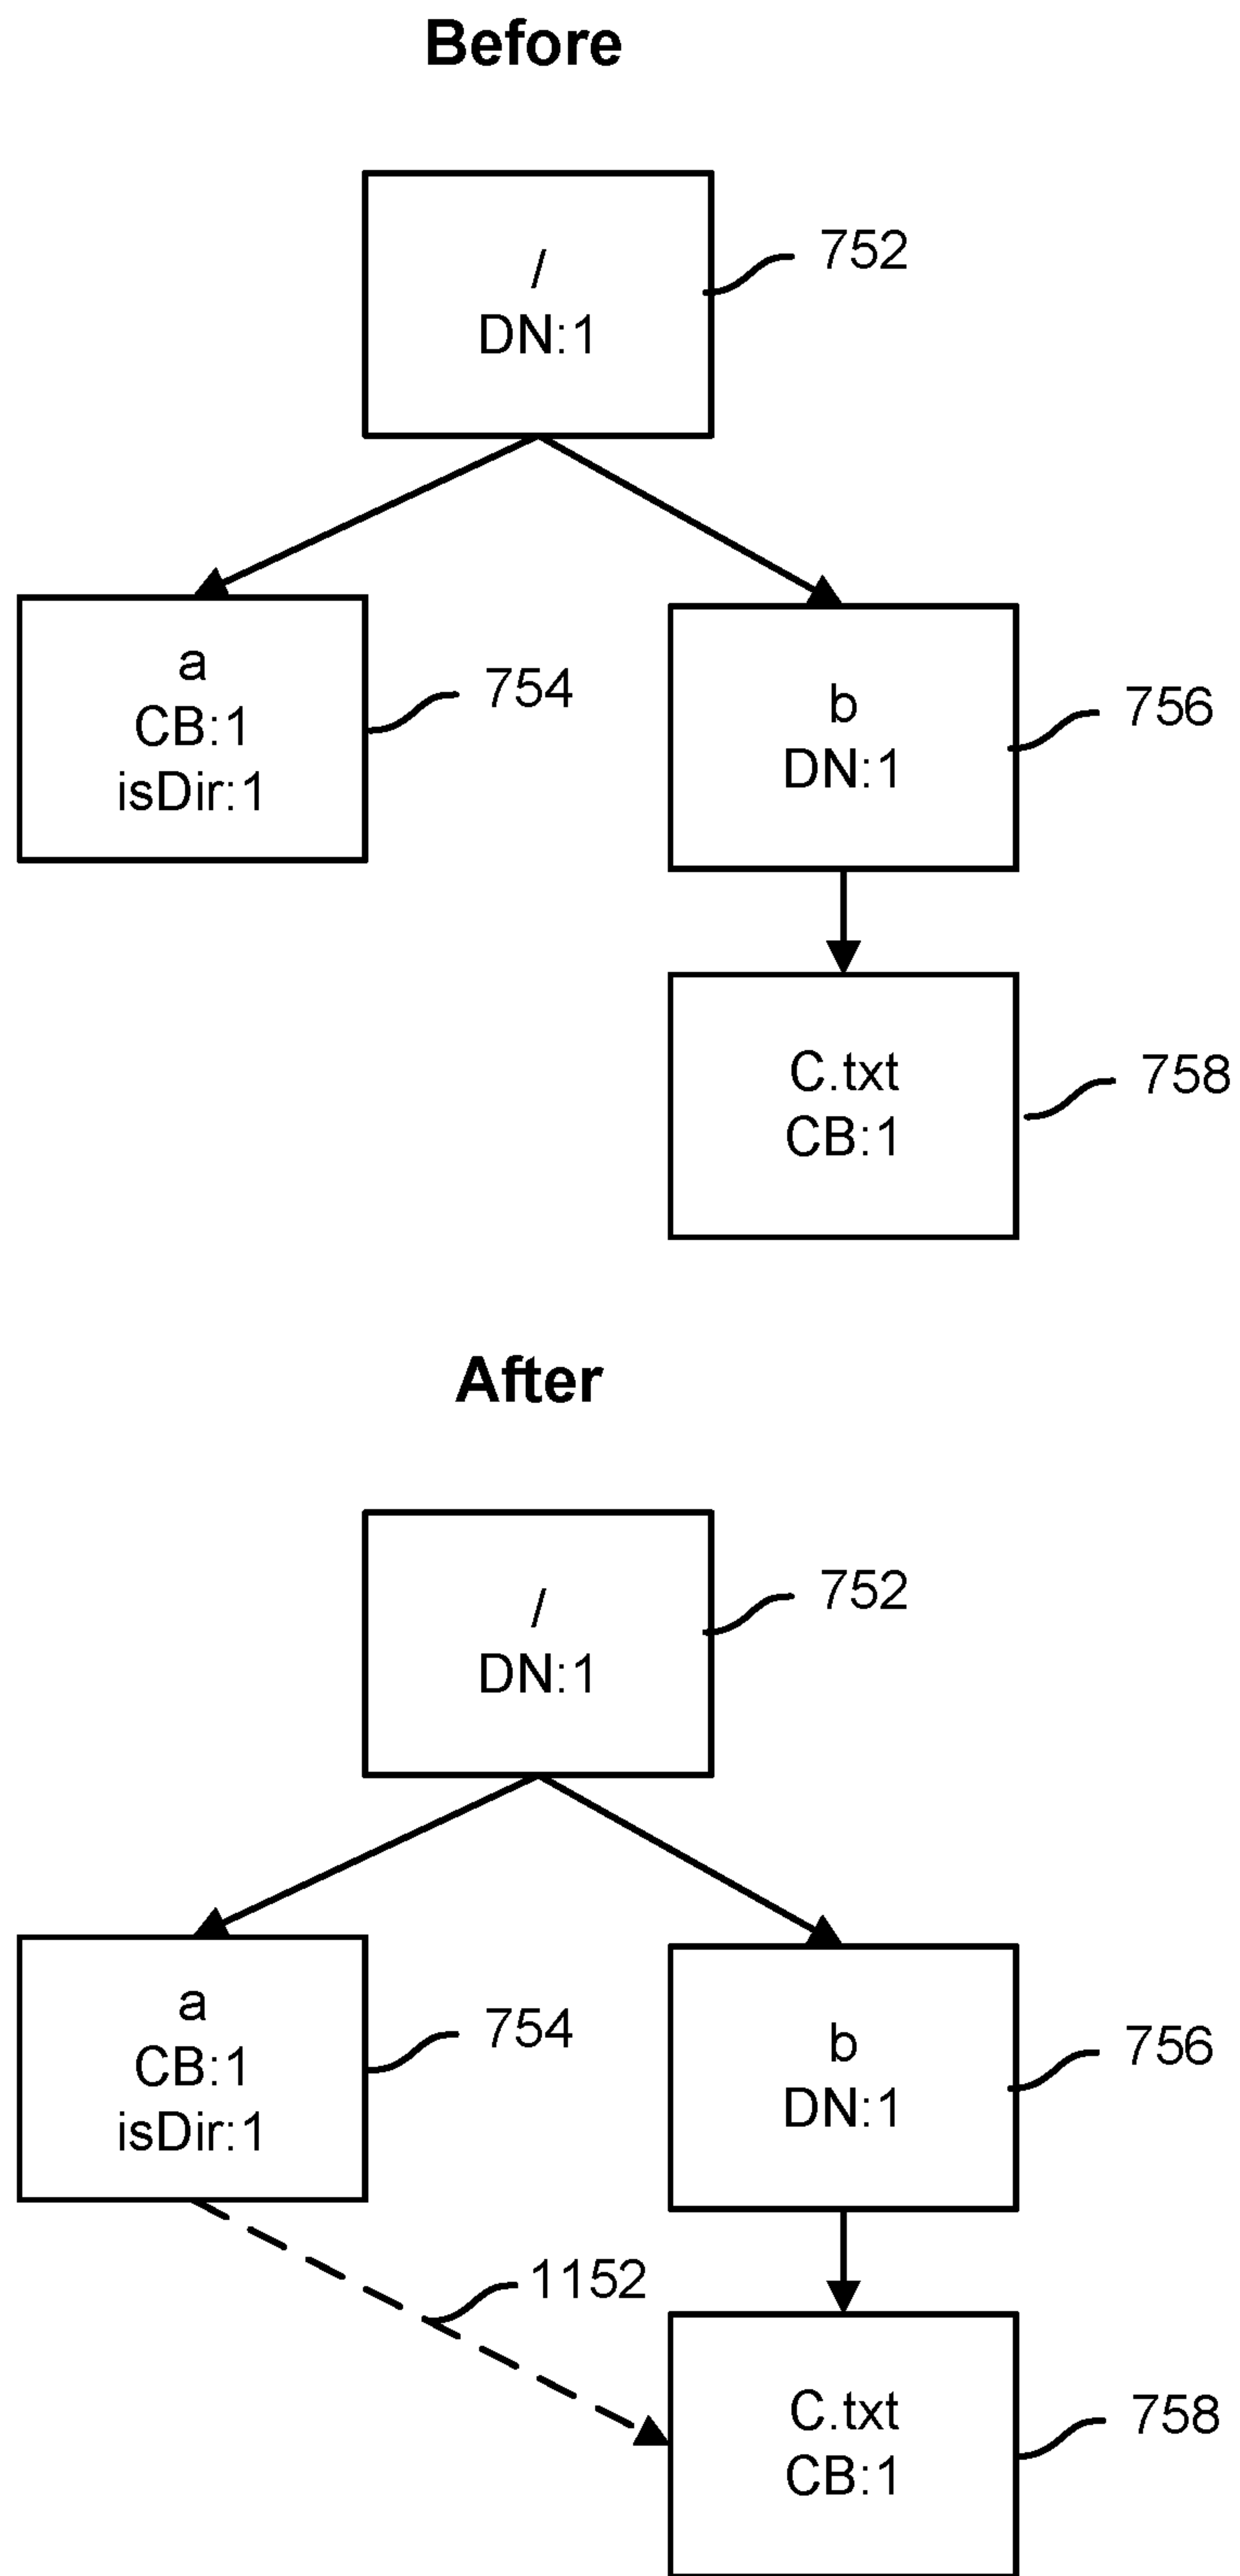 Before
/
DN:1
752
a
CB:1
isDir:1
754
b
DN:1
756
C.txt
CB:1
758
After
/
DN:1
752
a
CB:1
isDir:1
754
b
DN:1
756
1152
C.txt
CB:1
758